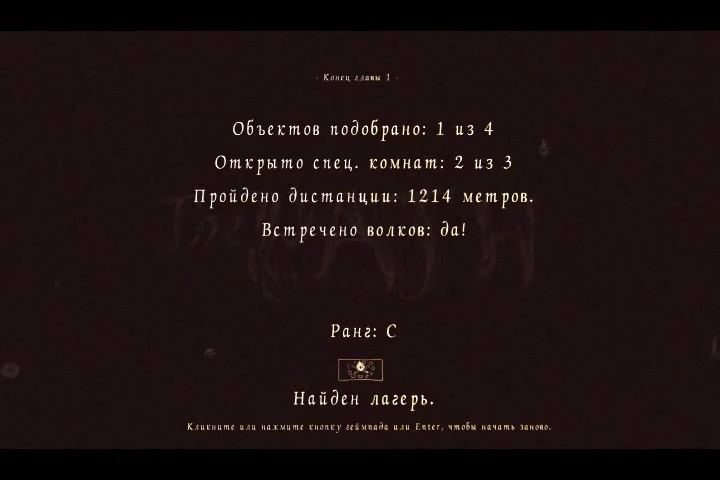 - Конец главы 1 -
Объектов подобрано: 1 из 4
Открыто спец. комнат: 2 из 3
Пройдено дистанции: 1214 метров.
Встречено волков: да!
Ранг: C
Найден лагерь.
Кликните или нажмите кнопку геймпада или Enter, чтобы начать заново.